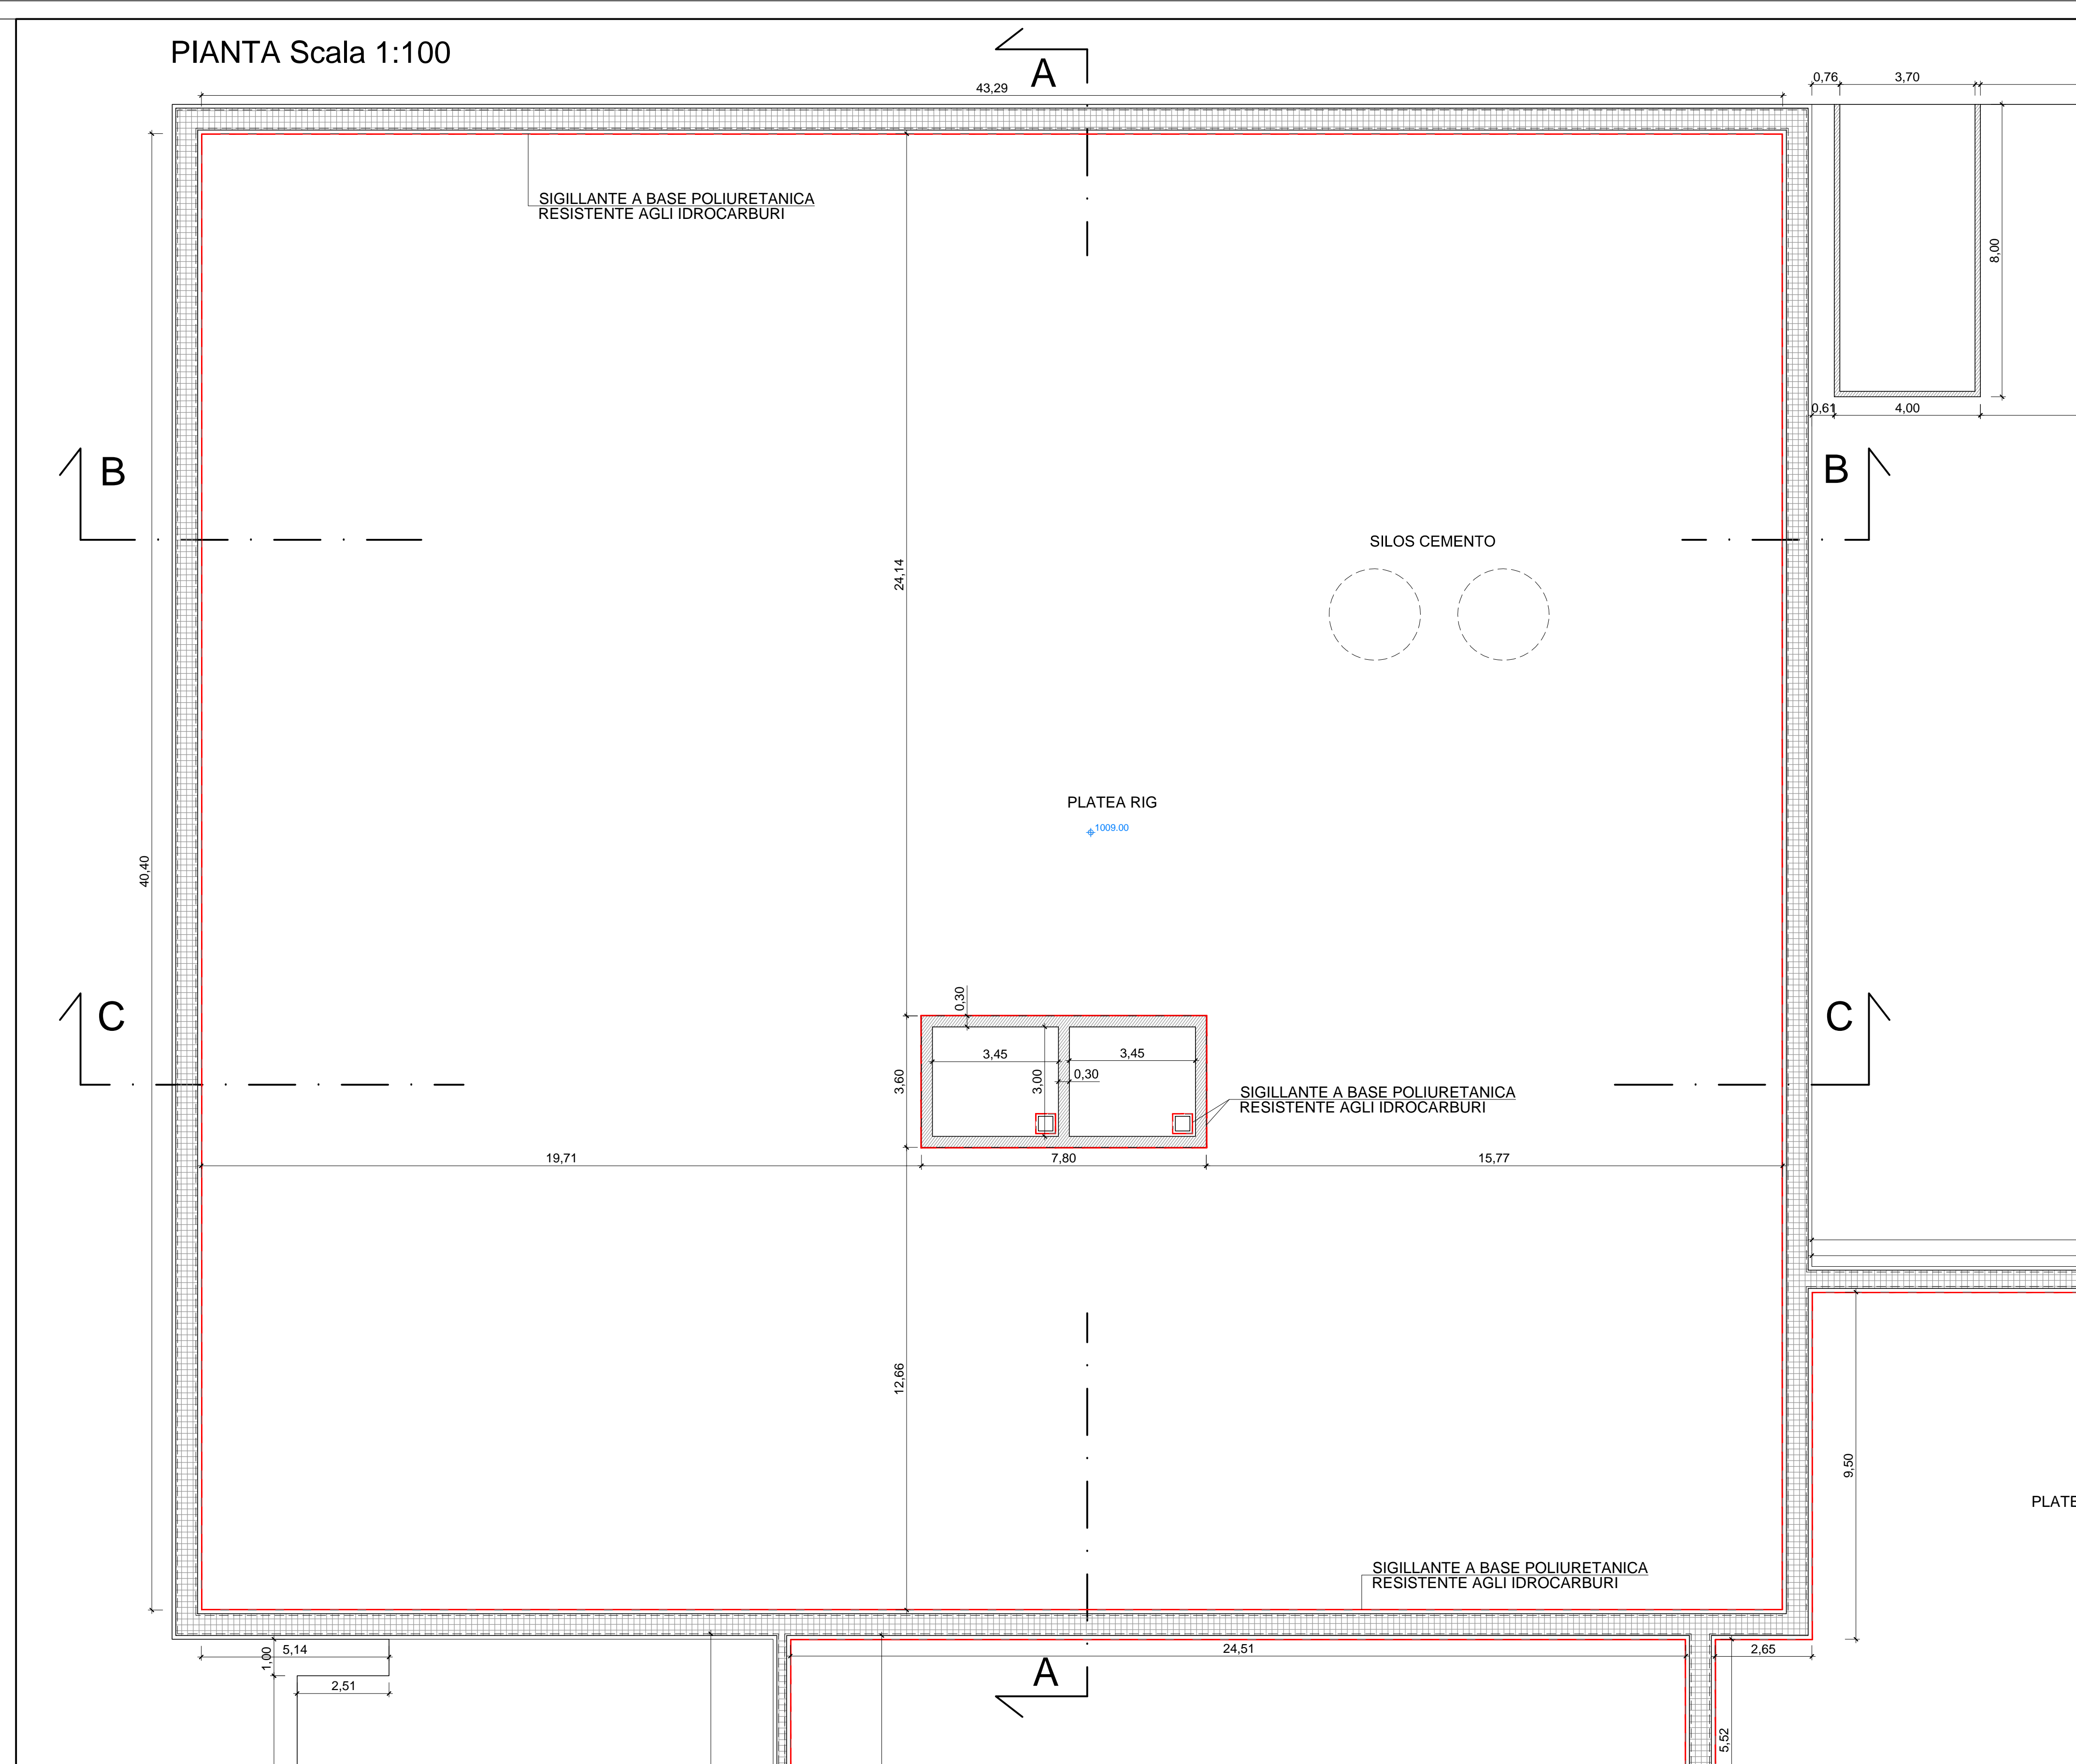 PIANTA Scala 1:100
A
43,29
0,76
3,70
SIGILLANTE A BASE POLIURETANICA
RESISTENTE AGLI IDROCARBURI
8,00
0,61
4,00
B
B
SILOS CEMENTO
24,14
PLATEA RIG
1009.00
40,40
C
C
0,30
3,45
3,45
3,00
0,30
3,60
SIGILLANTE A BASE POLIURETANICA
RESISTENTE AGLI IDROCARBURI
19,71
7,80
15,77
12,66
9,50
PLATE
SIGILLANTE A BASE POLIURETANICA
RESISTENTE AGLI IDROCARBURI
1,00
5,14
24,51
2,65
A
2,51
5,52